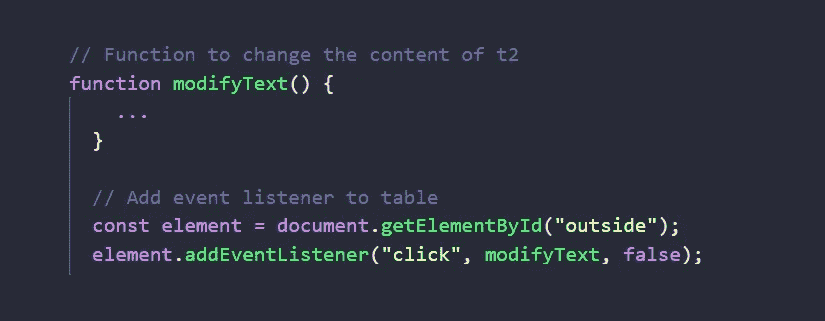 // Function to change the content of t2
function modifyText() {
...
}
// Add event listener to table
const element = document.getElementById("outside");
element.addEventListener("click", modifyText, false);